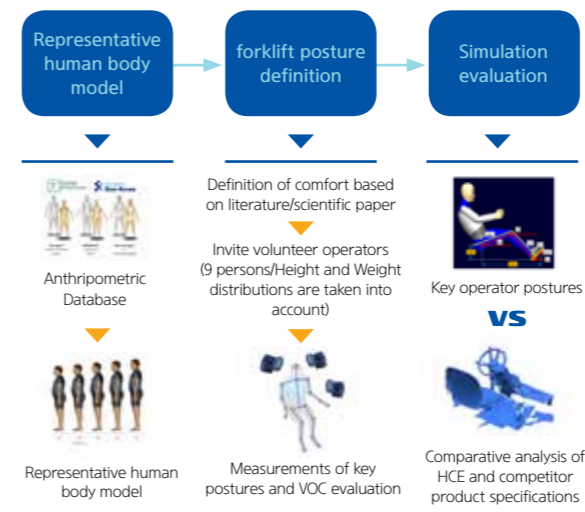 Representative
human body
model
forklift posture
definition
Simulation
evaluation
Anthripometric
Database
Representative human
body model
Definition of comfort based
on literature/scientific paper
Invite volunteer operators
(9 persons/Height and Weight
distributions are taken into
account)
Measurements of key
postures and VOC evaluation
Key operator postures
VS
Comparative analysis of
HCE and competitor
product specifications